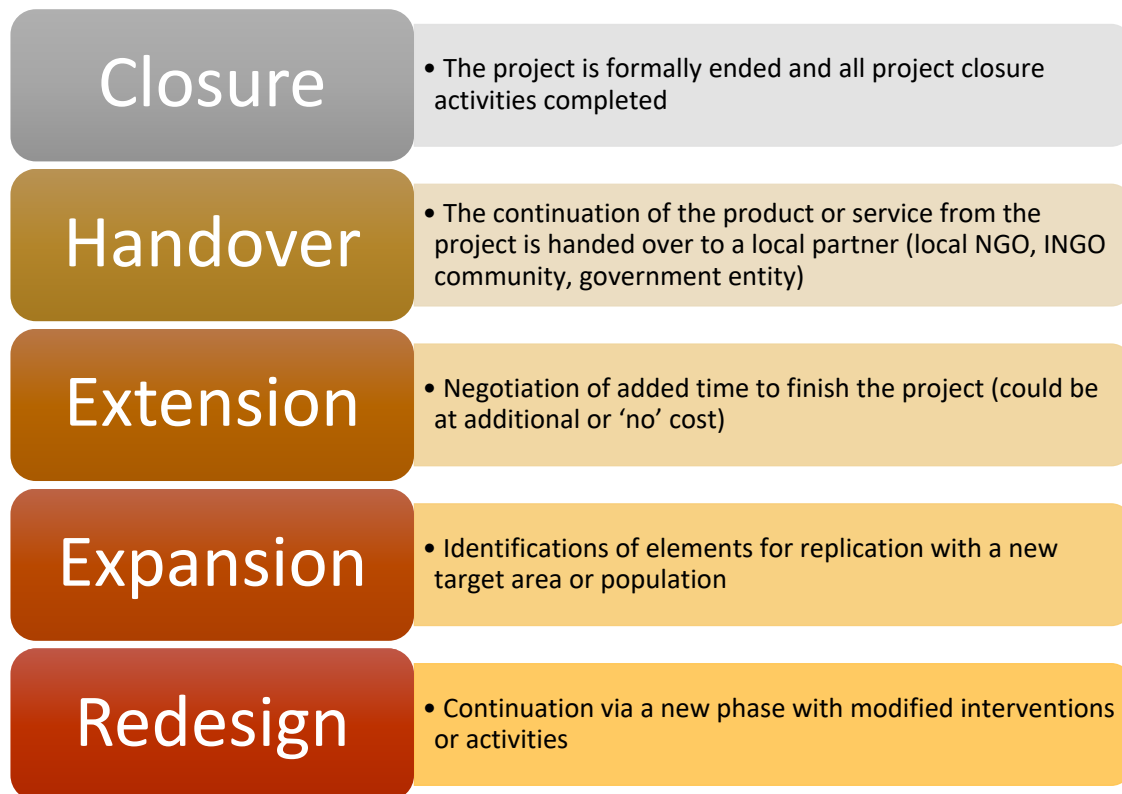 Closure
• The project is formally ended and all project closure
activities completed
Handover
• The continuation of the product or service from the
project is handed over to a local partner (local NGO, INGO
community, government entity)
Extension
• Negotiation of added time to finish the project (could be
at additional or ‘no’ cost)
Expansion
• Identifications of elements for replication with a new
target area or population
Redesign
• Continuation via a new phase with modified interventions
or activities